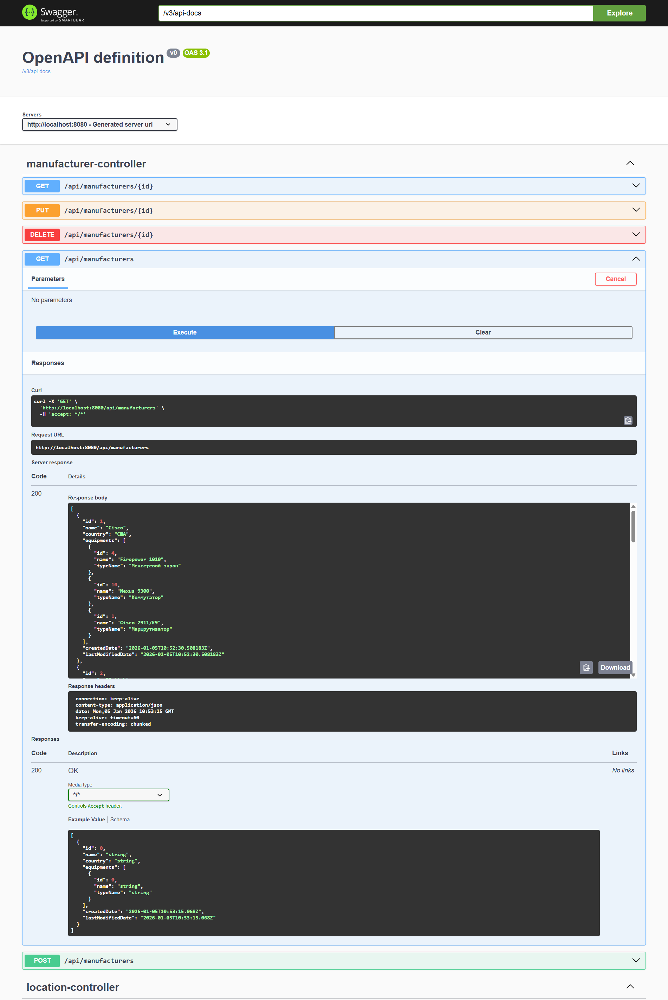 Swagger
Supported by SMARTBEAR
/v3/api-docs
Explore
OpenAPI definition v0 OAS 3.1
/v3/api-docs
Servers
http://localhost:8080 - Generated server url
manufacturer-controller
GET /api/manufacturers/{id}
PUT /api/manufacturers/{id}
DELETE /api/manufacturers/{id}
GET /api/manufacturers
Parameters
Cancel
No parameters
Execute
Clear
Responses
Curl
curl -X 'GET' \
  'http://localhost:8080/api/manufacturers' \
  -H 'accept: */*'
Request URL
http://localhost:8080/api/manufacturers
Server response
Code Details
200
Response body
[
  {
    "id": 1,
    "name": "Cisco",
    "country": "США",
    "equipments": [
      {
        "id": 4,
        "name": "Firepower 1010",
        "typeName": "Межсетевой экран"
      },
      {
        "id": 10,
        "name": "Nexus 9300",
        "typeName": "Коммутатор"
      },
      {
        "id": 1,
        "name": "Cisco 2911/K9",
        "typeName": "Маршрутизатор"
      }
    ],
    "createdDate": "2026-01-05T10:52:30.508183Z",
    "lastModifiedDate": "2026-01-05T10:52:30.508183Z"
  },
  {
    "id": 2,
Download
Response headers
connection: keep-alive
content-type: application/json
date: Mon,05 Jan 2026 10:53:15 GMT
keep-alive: timeout=60
transfer-encoding: chunked
Responses
Code Description Links
200 OK No links
Media type
*/*
Controls Accept header.
Example Value Schema
[
  {
    "id": 0,
    "name": "string",
    "country": "string",
    "equipments": [
      {
        "id": 0,
        "name": "string",
        "typeName": "string"
      }
    ],
    "createdDate": "2026-01-05T10:53:15.068Z",
    "lastModifiedDate": "2026-01-05T10:53:15.068Z"
  }
]
POST /api/manufacturers
location-controller